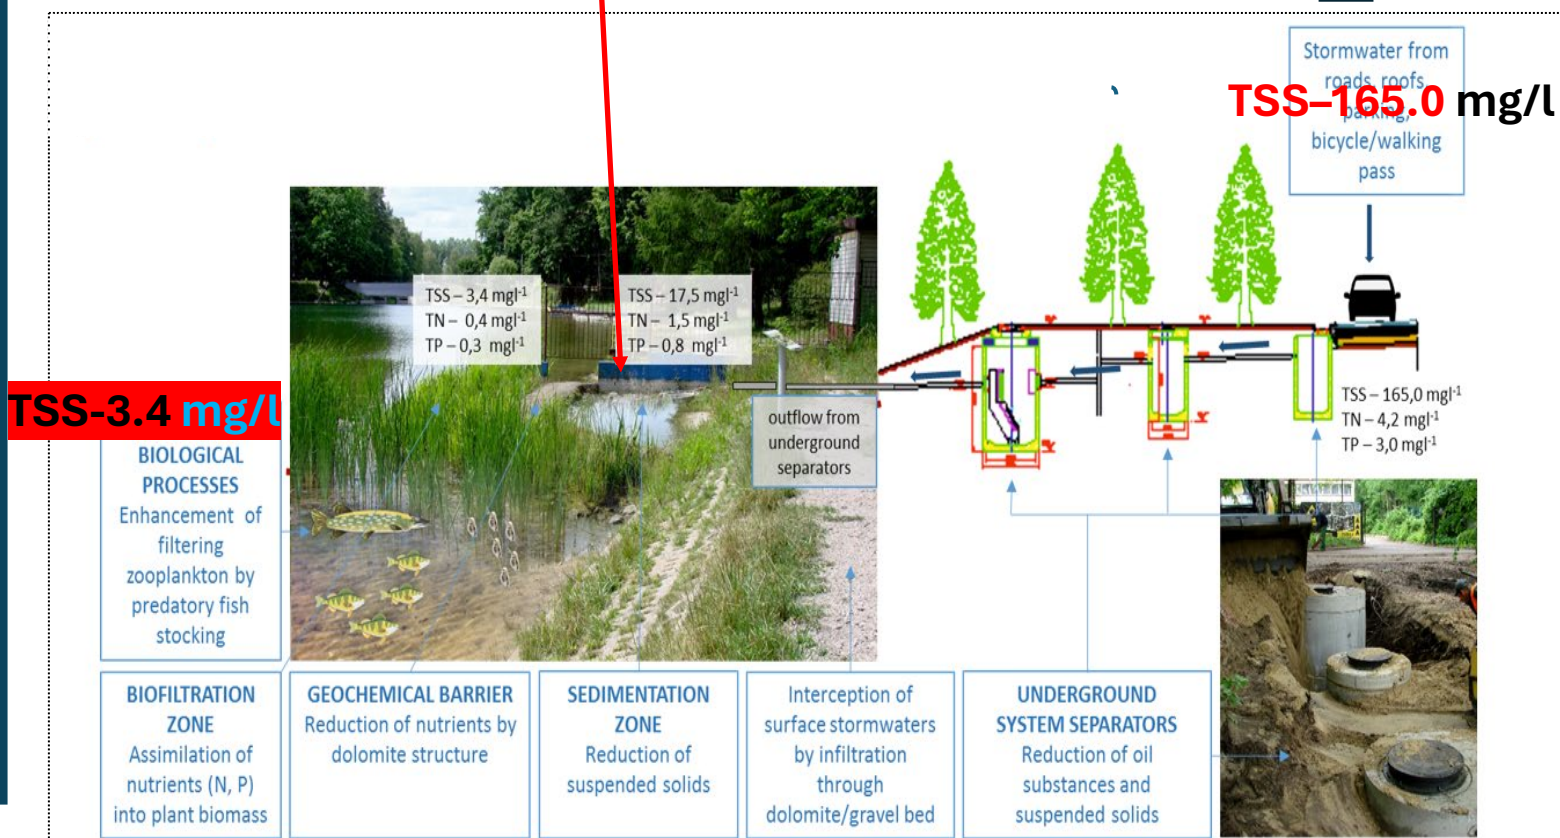 Stormwater from
roads, roofs,
parking,
bicycle/walking
pass
TSS–165.0 mg/l
TSS – 3,4 mgl-1
TN – 0,4 mgl-1
TP – 0,3 mgl-1
TSS – 17,5 mgl-1
TN – 1,5 mgl-1
TP – 0,8 mgl-1
TSS – 165,0 mgl-1
TN – 4,2 mgl-1
TP – 3,0 mgl-1
outflow from
underground
separators
TSS-3.4 mg/l
BIOLOGICAL
PROCESSES
Enhancement of
filtering
zooplankton by
predatory fish
stocking
BIOFILTRATION
ZONE
Assimilation of
nutrients (N, P)
into plant biomass
GEOCHEMICAL BARRIER
Reduction of nutrients by
dolomite structure
SEDIMENTATION
ZONE
Reduction of
suspended solids
Interception of
surface stormwaters
by infiltration
through
dolomite/gravel bed
UNDERGROUND
SYSTEM SEPARATORS
Reduction of oil
substances and
suspended solids